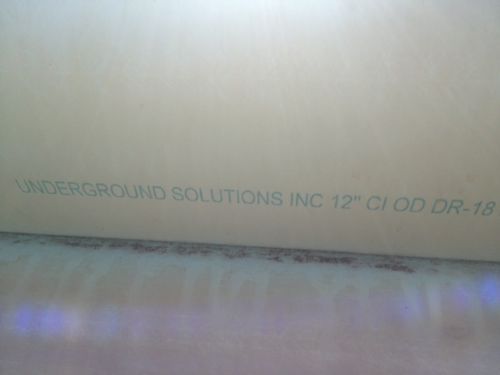 UNDERGROUND SOLUTIONS INC 12" CI OD DR-18